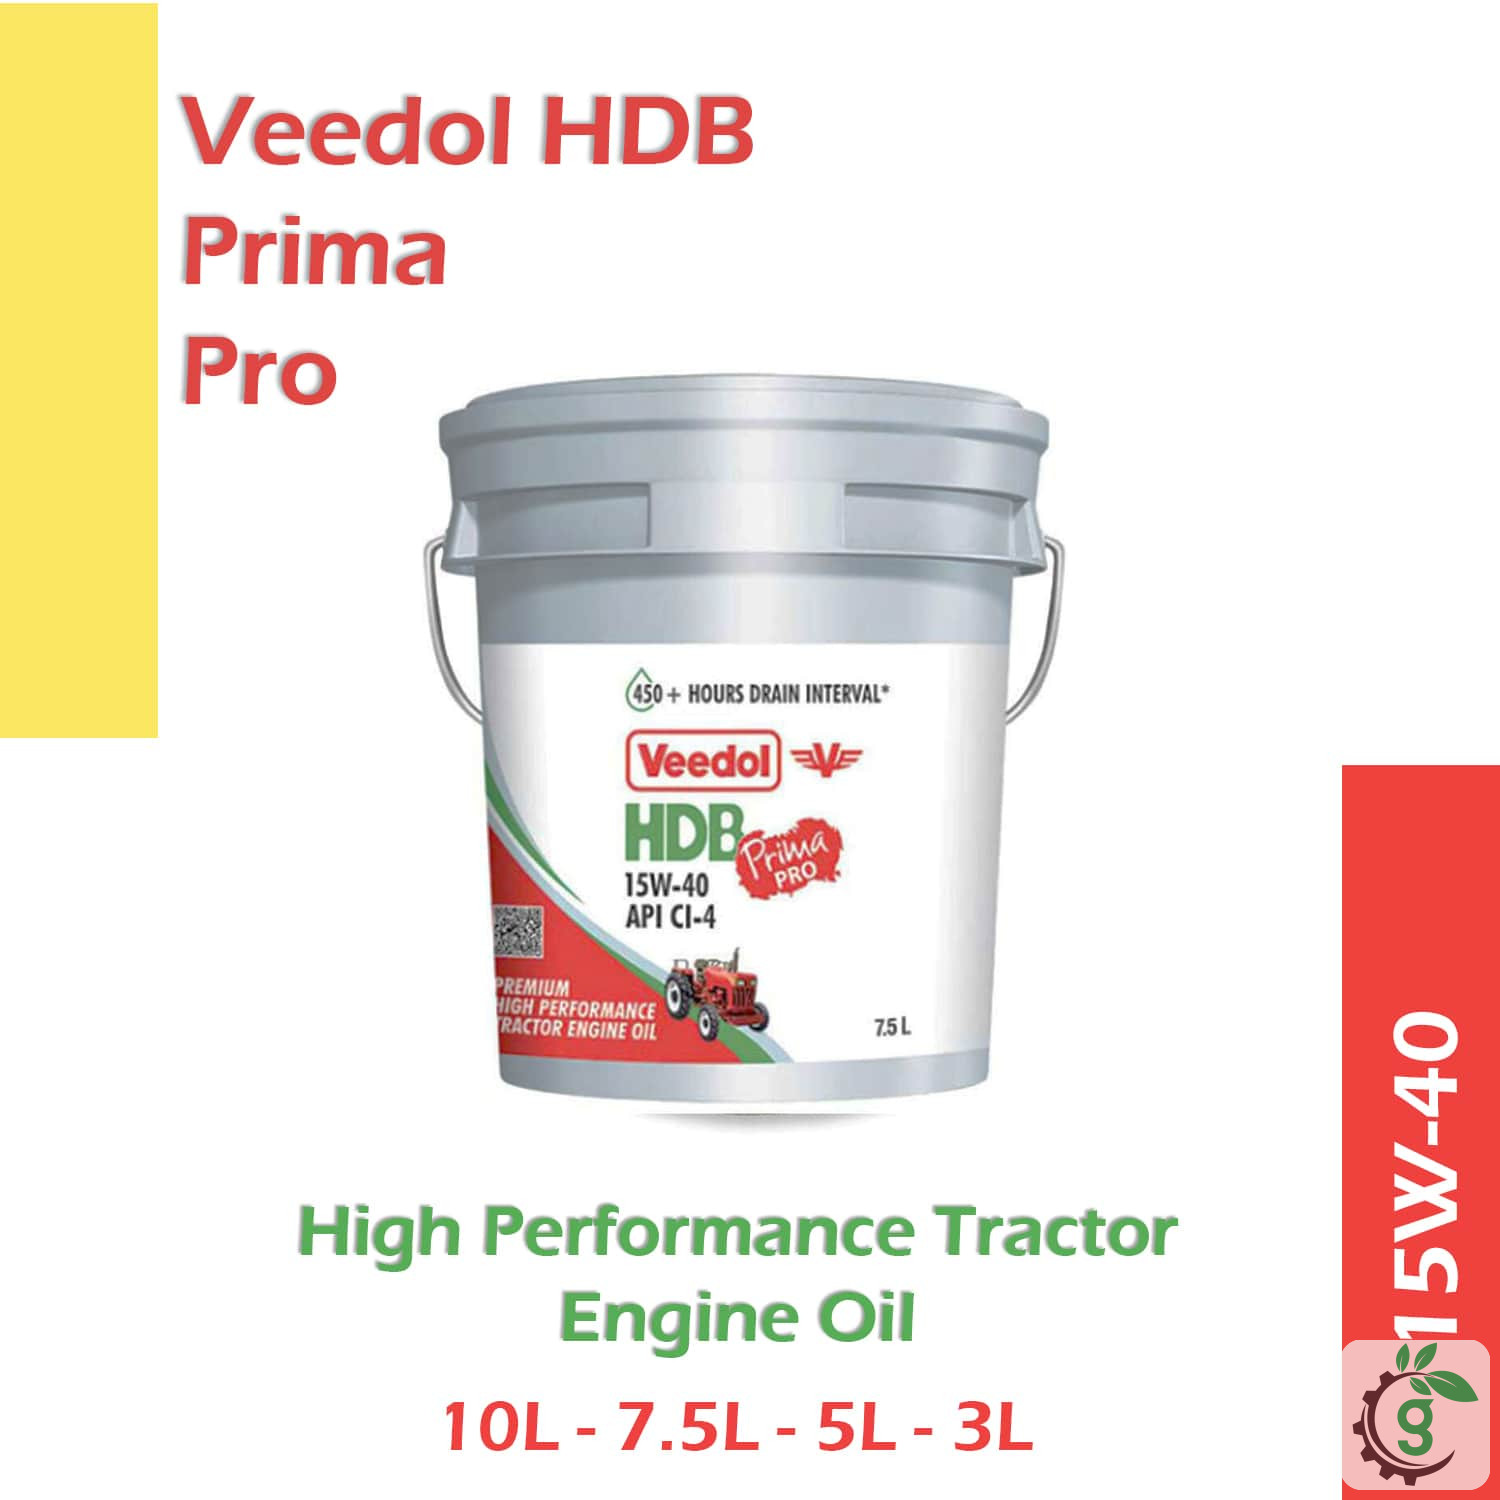 Veedol HDB
Prima
Pro
450+ HOURS DRAIN INTERVAL*
Veedol V
HDB Prima
PRO
15W-40
API CI-4
PREMIUM
HIGH PERFORMANCE
TRACTOR ENGINE OIL
7.5 L
High Performance Tractor
Engine Oil
10L - 7.5L - 5L - 3L
15W-40
g